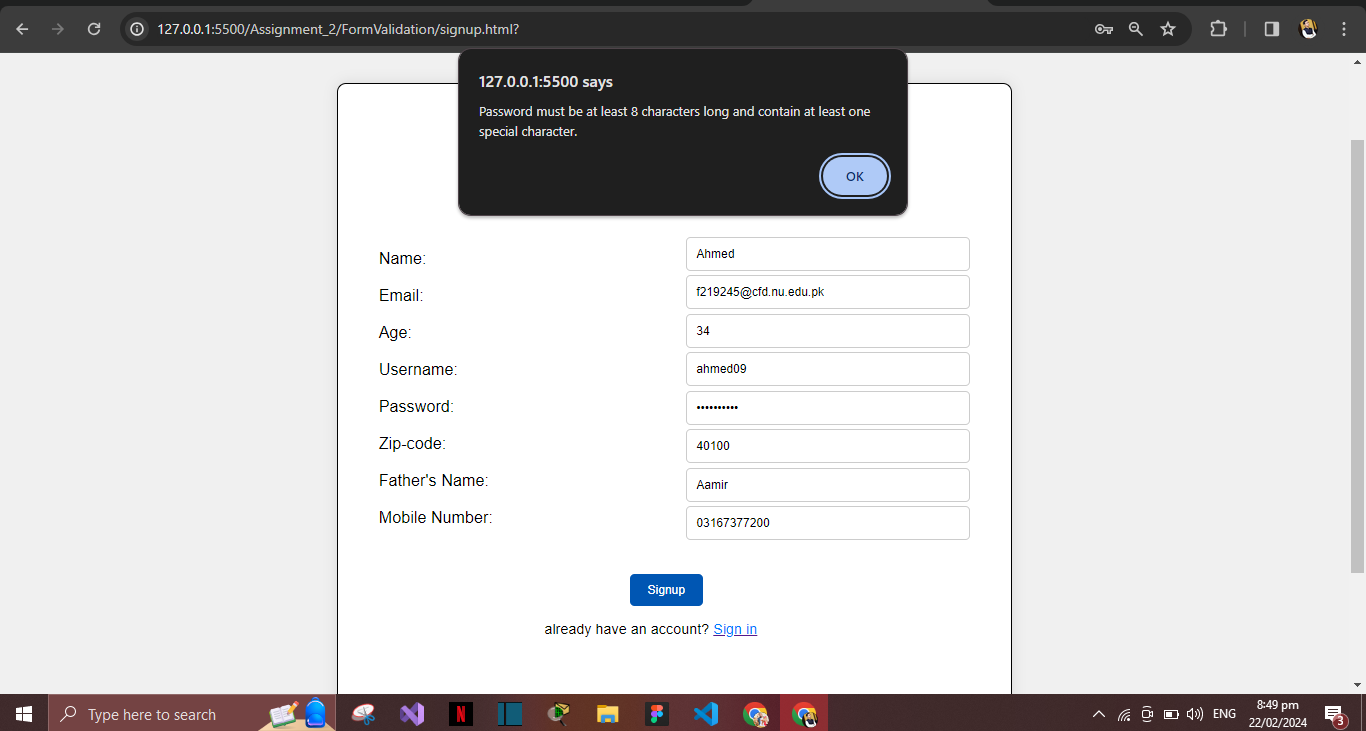 127.0.0.1:5500/Assignment_2/FormValidation/signup.html?
127.0.0.1:5500 says
Password must be at least 8 characters long and contain at least one
special character.
OK
Name: Ahmed
Email: f219245@cfd.nu.edu.pk
Age: 34
Username: ahmed09
Password: ••••••••••
Zip-code: 40100
Father's Name: Aamir
Mobile Number: 03167377200
Signup
already have an account? Sign in
Type here to search
N
ENG
8:49 pm
22/02/2024
3